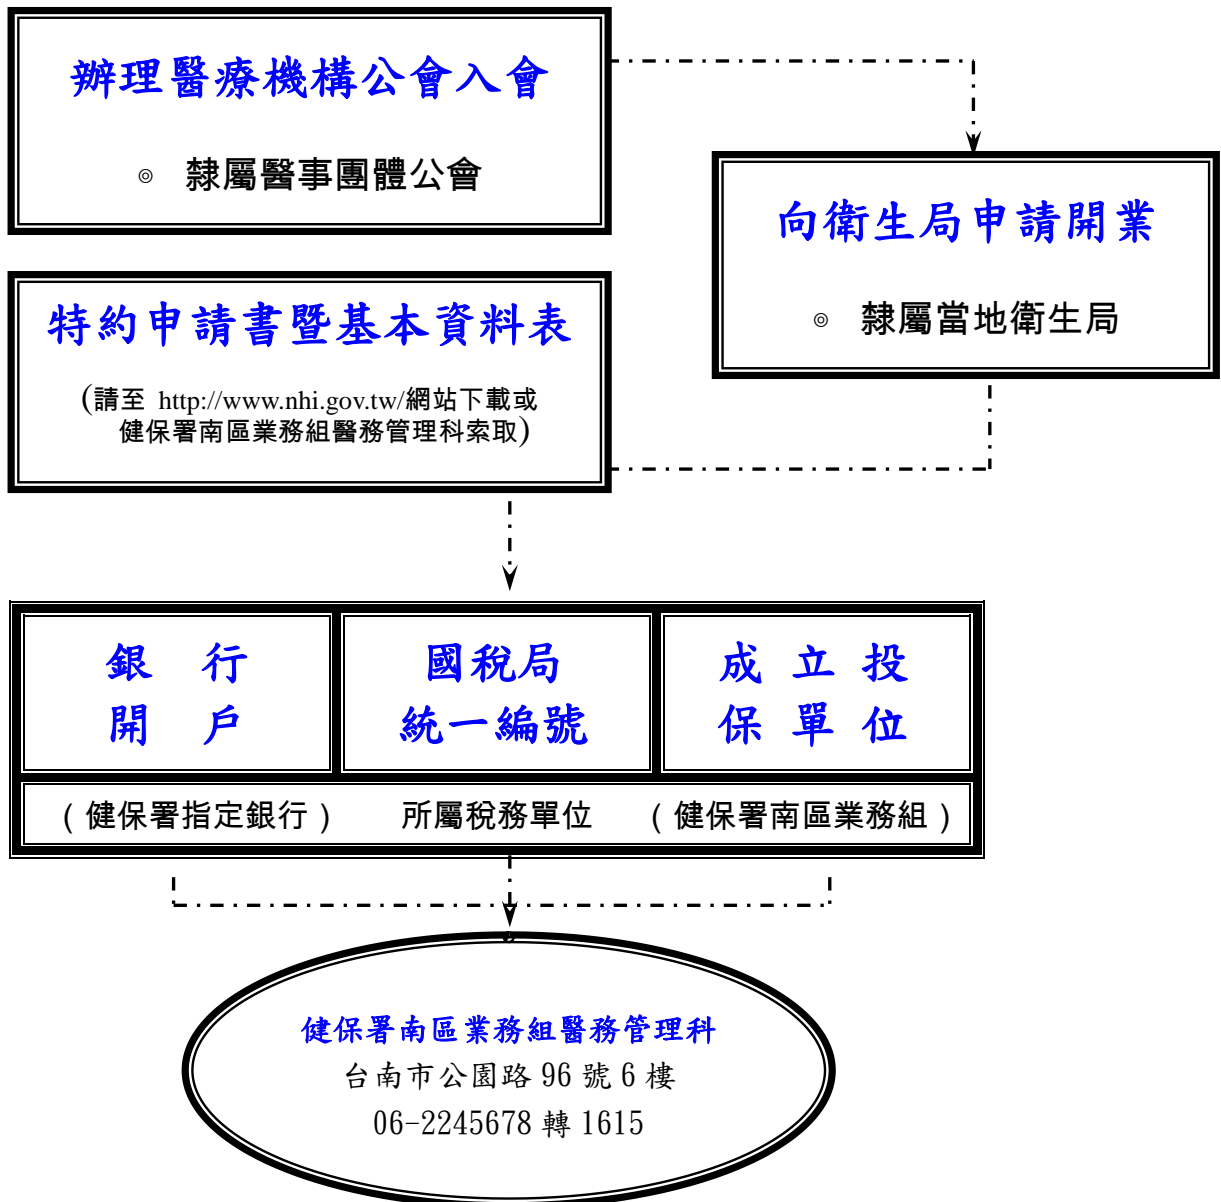 辦理醫療機構公會入會
◎ 隸屬醫事團體公會
向衛生局申請開業
◎ 隸屬當地衛生局
特約申請書暨基本資料表
(請至 http://www.nhi.gov.tw/網站下載或
健保署南區業務組醫務管理科索取)
銀 行
開 戶
國稅局
統一編號
成 立 投
保 單 位
(健保署指定銀行) 所屬稅務單位 (健保署南區業務組)
健保署南區業務組醫務管理科
台南市公園路 96 號 6 樓
06-2245678 轉 1615